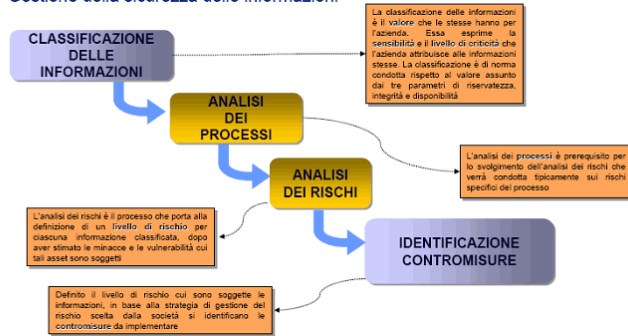 Gestione della sicurezza delle informazioni
CLASSIFICAZIONE
DELLE
INFORMAZIONI
La classificazione delle informazioni
è il valore che le stesse hanno per
l'azienda. Essa esprime la
sensibilità e il livello di criticità che
l'azienda attribuisce alle informazioni
stesse. La classificazione è di norma
condotta rispetto al valore assunto
dai tre parametri di riservatezza,
integrità e disponibilità
ANALISI
DEI
PROCESSI
L'analisi dei processi è prerequisito per
lo svolgimento dell'analisi dei rischi che
verrà condotta tipicamente sui rischi
specifici del processo
ANALISI
DEI RISCHI
L'analisi dei rischi è il processo che porta alla
definizione di un livello di rischio per
ciascuna informazione classificata, dopo
aver stimato le minacce e le vulnerabilità cui
tali asset sono soggetti
IDENTIFICAZIONE
CONTROMISURE
Definito il livello di rischio cui sono soggette le
informazioni, in base alla strategia di gestione del
rischio scelta dalla società si identificano le
contromisure da implementare